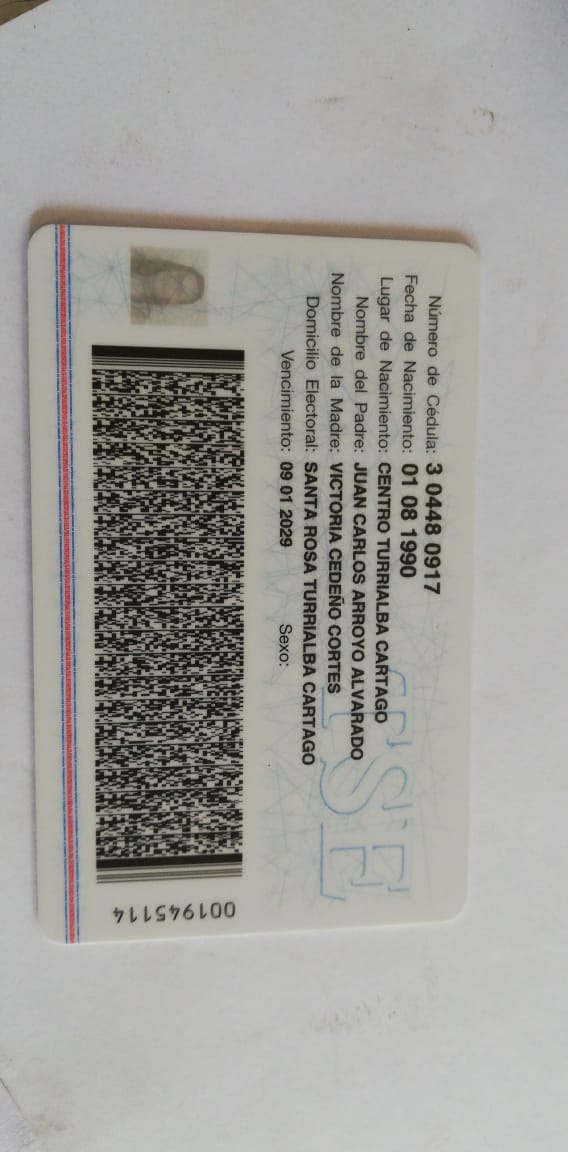 Número de Cédula: 3 0448 0917
Fecha de Nacimiento: 01 08 1990
Lugar de Nacimiento: CENTRO TURRIALBA CARTAGO
Nombre del Padre: JUAN CARLOS ARROYO ALVARADO
Nombre de la Madre: VICTORIA CEDEÑO CORTES
Domicilio Electoral: SANTA ROSA TURRIALBA CARTAGO
Vencimiento: 09 01 2029 Sexo:
TSE
001945114